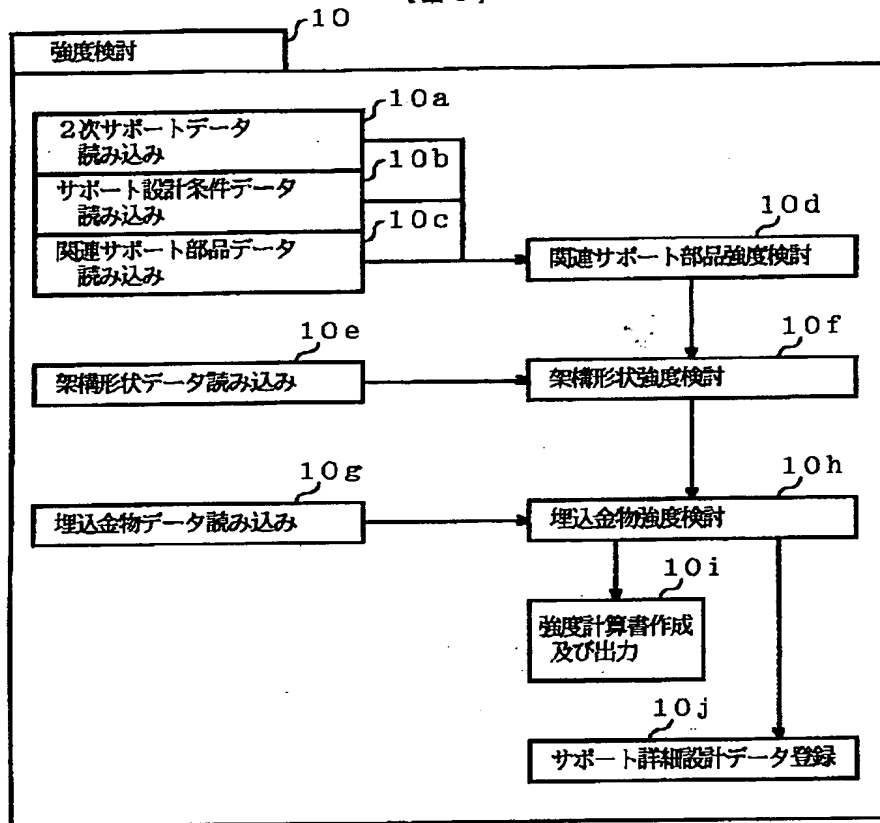 10
強度検討
10a
2次サポートデータ
読み込み
10b
サポート設計条件データ
読み込み
10c
関連サポート部品データ
読み込み
10d
関連サポート部品強度検討
10e
架構形状データ読み込み
10f
架構形状強度検討
10g
埋込金物データ読み込み
10h
埋込金物強度検討
10i
強度計算書作成
及び出力
10j
サポート詳細設計データ登録